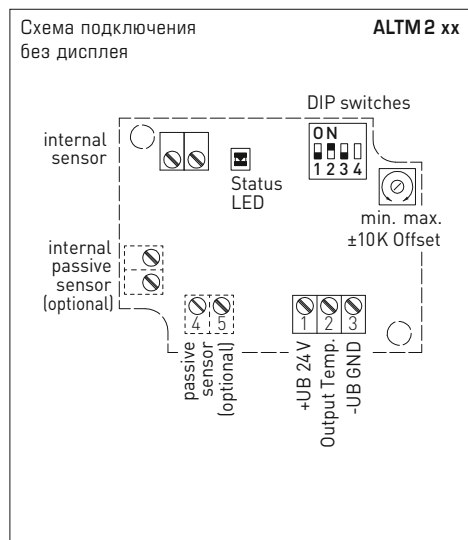 Схема подключения
без дисплея
ALTM 2 xx
DIP switches
ON
1 2 3 4
internal
sensor
Status
LED
min. max.
±10K Offset
internal
passive
sensor
(optional)
4 5
1 2 3
passive
sensor
(optional)
+UB 24 V
Output Temp.
-UB GND